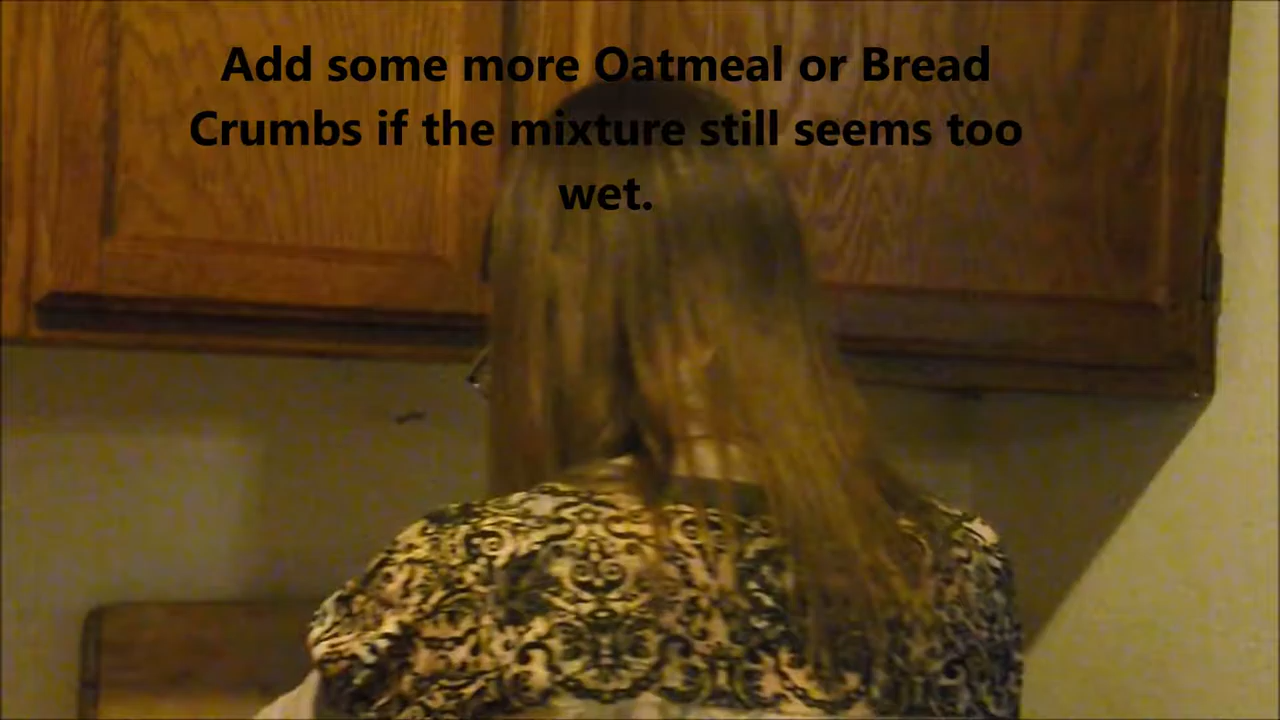 Add some more Oatmeal or Bread
Crumbs if the mixture still seems too
wet.